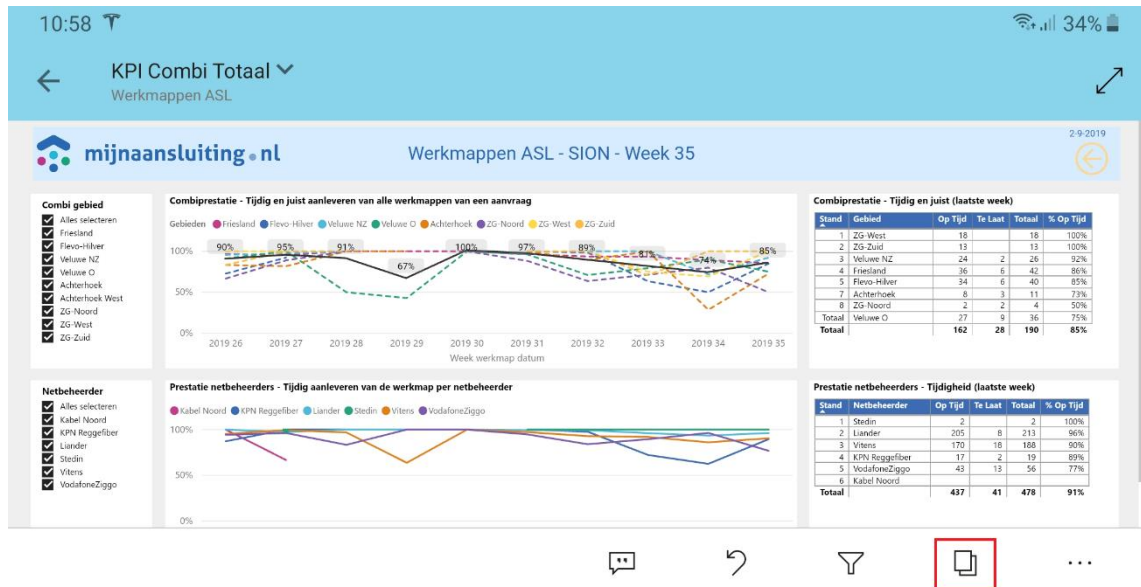 10:58
34%
KPI Combi Totaal
Werkmappen ASL
2-9-2019
mijnaansluiting.nl
Werkmappen ASL - SION - Week 35
Combi gebied
Alles selecteren
Friesland
Flevo-Hilver
Veluwe NZ
Veluwe O
Achterhoek
Achterhoek West
ZG-Noord
ZG-West
ZG-Zuid
Combiprestatie - Tijdig en juist aanleveren van alle werkmappen van een aanvraag
Gebieden Friesland Flevo-Hilver Veluwe NZ Veluwe O Achterhoek ZG-Noord ZG-West ZG-Zuid
100%
50%
0%
90% 95% 91% 67% 100% 97% 89% 83% 74% 85%
2019 26 2019 27 2019 28 2019 29 2019 30 2019 31 2019 32 2019 33 2019 34 2019 35
Week werkmap datum
Combiprestatie - Tijdig en juist (laatste week)
Stand Gebied Op Tijd Te Laat Totaal % Op Tijd
1 ZG-West 18 18 100%
2 ZG-Zuid 13 13 100%
3 Veluwe NZ 24 2 26 92%
4 Friesland 36 6 42 86%
5 Flevo-Hilver 34 6 40 85%
7 Achterhoek 8 3 11 73%
8 ZG-Noord 2 2 4 50%
Totaal Veluwe O 27 9 36 75%
Totaal 162 28 190 85%
Netbeheerder
Alles selecteren
Kabel Noord
KPN Reggefiber
Liander
Stedin
Vitens
VodafoneZiggo
Prestatie netbeheerders - Tijdig aanleveren van de werkmap per netbeheerder
Kabel Noord KPN Reggefiber Liander Stedin Vitens VodafoneZiggo
100%
50%
0%
Prestatie netbeheerders - Tijdigheid (laatste week)
Stand Netbeheerder Op Tijd Te Laat Totaal % Op Tijd
1 Stedin 2 2 100%
2 Liander 205 8 213 96%
3 Vitens 170 18 188 90%
4 KPN Reggefiber 17 2 19 89%
5 VodafoneZiggo 43 13 56 77%
6 Kabel Noord
Totaal 437 41 478 91%